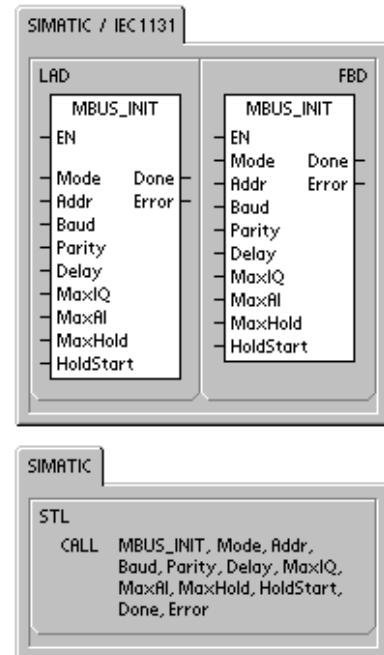 SIMATIC / IEC1131
LAD
MBUS_INIT
EN
Mode Done
Addr Error
Baud
Parity
Delay
MaxIQ
MaxAI
MaxHold
HoldStart
FBD
MBUS_INIT
EN
Mode Done
Addr Error
Baud
Parity
Delay
MaxIQ
MaxAI
MaxHold
HoldStart
SIMATIC
STL
CALL MBUS_INIT, Mode, Addr,
Baud, Parity, Delay, MaxIQ,
MaxAI, MaxHold, HoldStart,
Done, Error